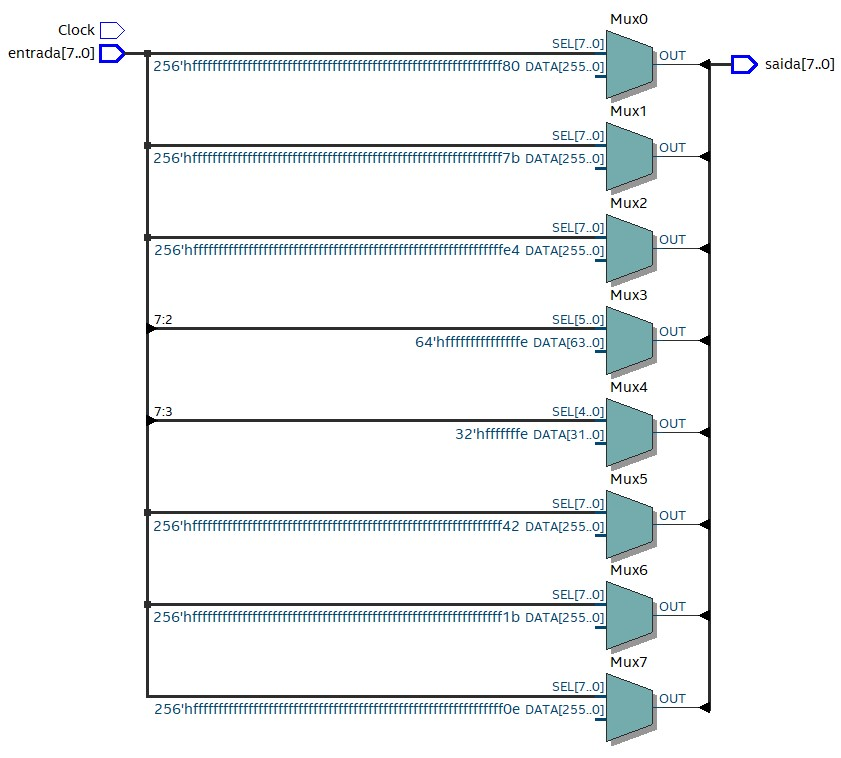 Mux0
Clock
SEL[7..0]
entrada[7..0]
OUT
saida[7..0]
256'hffffffffffffffffffffffffffffffffffffffffffffffffffffffffffffff80 DATA[255..0]
Mux1
SEL[7..0]
OUT
256'hffffffffffffffffffffffffffffffffffffffffffffffffffffffffffffff7b DATA[255..0]
Mux2
SEL[7..0]
OUT
256'hffffffffffffffffffffffffffffffffffffffffffffffffffffffffffffffe4 DATA[255..0]
Mux3
7:2
SEL[5..0]
OUT
64'hfffffffffffffffe DATA[63..0]
Mux4
7:3
SEL[4..0]
OUT
32'hfffffffe DATA[31..0]
Mux5
SEL[7..0]
OUT
256'hffffffffffffffffffffffffffffffffffffffffffffffffffffffffffffff42 DATA[255..0]
Mux6
SEL[7..0]
OUT
256'hffffffffffffffffffffffffffffffffffffffffffffffffffffffffffffff1b DATA[255..0]
Mux7
SEL[7..0]
OUT
256'hffffffffffffffffffffffffffffffffffffffffffffffffffffffffffffff0e DATA[255..0]